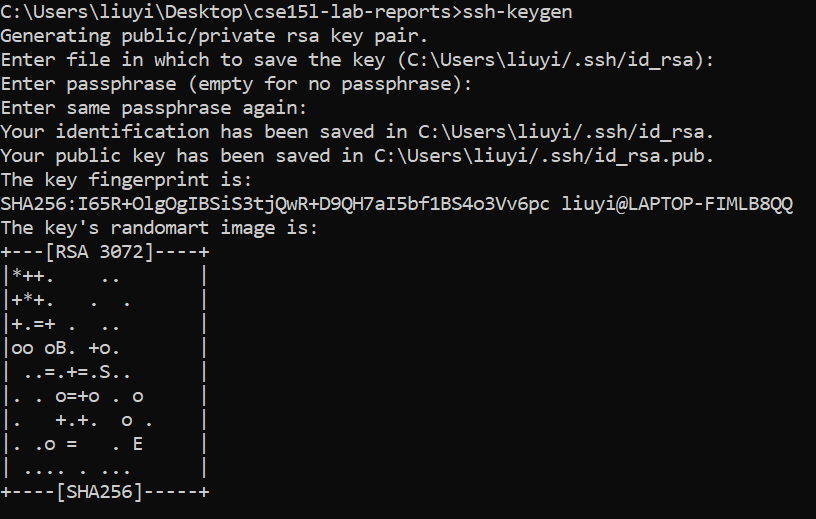 C:\Users\liuyi\Desktop\cse15l-lab-reports>ssh-keygen
Generating public/private rsa key pair.
Enter file in which to save the key (C:\Users\liuyi/.ssh/id_rsa):
Enter passphrase (empty for no passphrase):
Enter same passphrase again:
Your identification has been saved in C:\Users\liuyi/.ssh/id_rsa.
Your public key has been saved in C:\Users\liuyi/.ssh/id_rsa.pub.
The key fingerprint is:
SHA256:I65R+OlgOgIBSiS3tjQwR+D9QH7aI5bf1BS4o3Vv6pc liuyi@LAPTOP-FIMLB8QQ
The key's randomart image is:
+---[RSA 3072]----+
|*++.    ..       |
|+*+.   .  .      |
|+.=+ .  ..       |
|oo oB. +o.       |
| ..=.+=.S..      |
|. . o=+o . o     |
|.   +.+.  o .    |
|. .o =   . E     |
| .... . ...      |
+----[SHA256]-----+